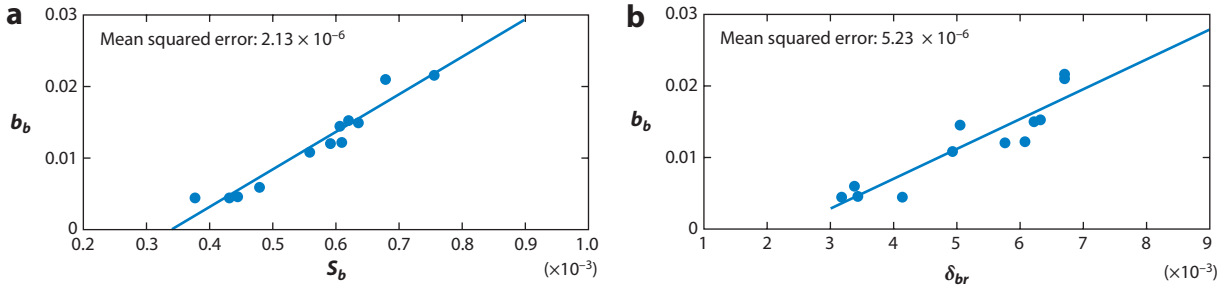 a
Mean squared error: 2.13 × 10⁻⁶
0.03
0.02
b_b
0.01
0
0.2 0.3 0.4 0.5 0.6 0.7 0.8 0.9 1.0
S_b
(×10⁻³)
b
Mean squared error: 5.23 × 10⁻⁶
0.03
0.02
b_b
0.01
0
1 2 3 4 5 6 7 8 9
δ_br
(×10⁻³)